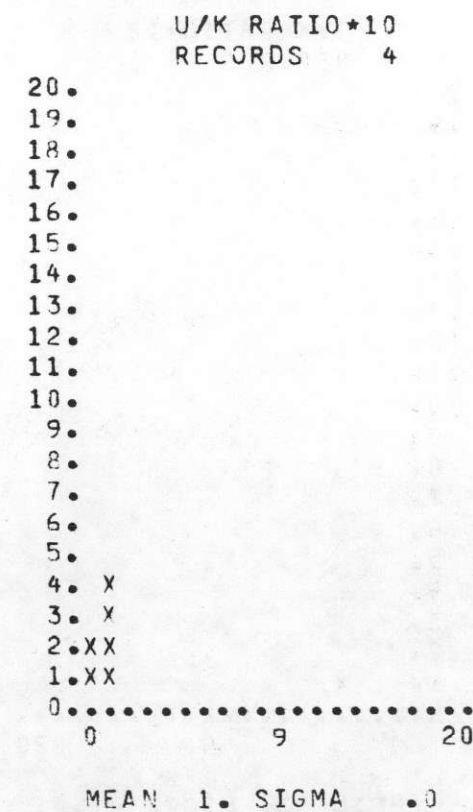 U/K RATIO*10
RECORDS 4
20.
19.
18.
17.
16.
15.
14.
13.
12.
11.
10.
9.
8.
7.
6.
5.
4. X
3. X
2.XX
1.XX
0......................
0 9 20
MEAN 1. SIGMA .0